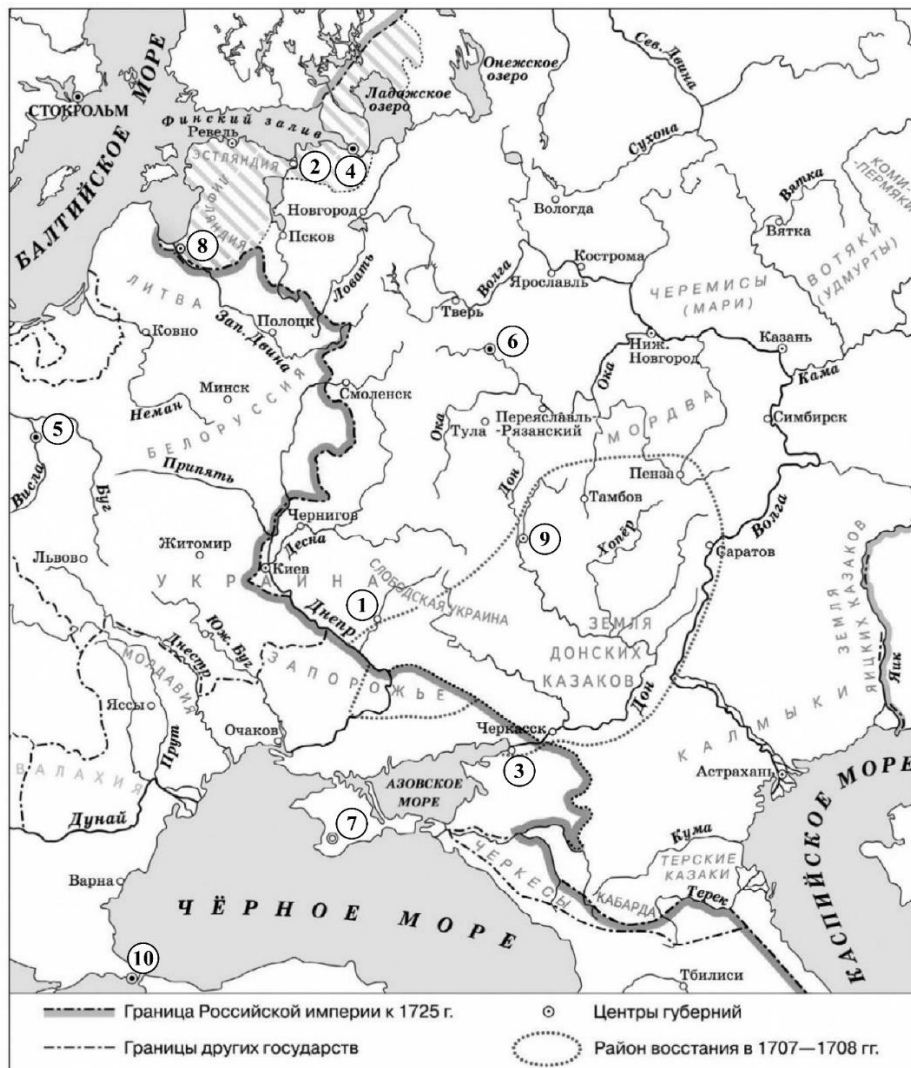 БАЛТИЙСКОЕ МОРЕ
СТОКГОЛЬМ
Финский залив
Ревель
ЭСТЛЯНДИЯ
ЛИФЛЯНДИЯ
Ладожское
озеро
Онежское
озеро
Сев. Двина
Сухона
Вятка
КОМИ-
ПЕРМЯКИ
2
4
Новгород
Псков
Вологда
Вятка
ВОТЯКИ
(УДМУРТЫ)
8
Ловать
Волга
Ярославль
Кострома
ЧЕРЕМИСЫ
(МАРИ)
Тверь
ЛИТВА
Зап. Двина
Полоцк
Ковно
6
Ниж.
Новгород
Казань
Кама
Минск
Смоленск
Неман
БЕЛОРУССИЯ
Ока
Тула
Переяславль
-Рязанский
Ока
МОРДВА
Симбирск
5
Висла
Буг
Припять
Дон
Пенза
Тамбов
Хопёр
Волга
Чернигов
Десна
9
Саратов
Львово
Житомир
Киев
УКРАИНА
СЛОБОДСКАЯ УКРАИНА
1
Днепр
ЗЕМЛЯ
ДОНСКИХ
КАЗАКОВ
ЗЕМЛЯ
ЯИЦКИХ КАЗАКОВ
Яик
Юж. Буг
Днестр
МОЛДАВИЯ
ЗАПОРОЖЬЕ
Дон
КАЛМЫКИ
Яссы
Прут
Очаков
Черкасск
3
Астрахань
ВАЛАХИЯ
АЗОВСКОЕ
МОРЕ
Дунай
7
Кума
ТЕРСКИЕ
КАЗАКИ
ЧЕРКЕСЫ
КАБАРДА
Терек
Варна
ЧЁРНОЕ МОРЕ
КАСПИЙСКОЕ МОРЕ
10
Тбилиси
Граница Российской империи к 1725 г.
Центры губерний
Границы других государств
Район восстания в 1707—1708 гг.